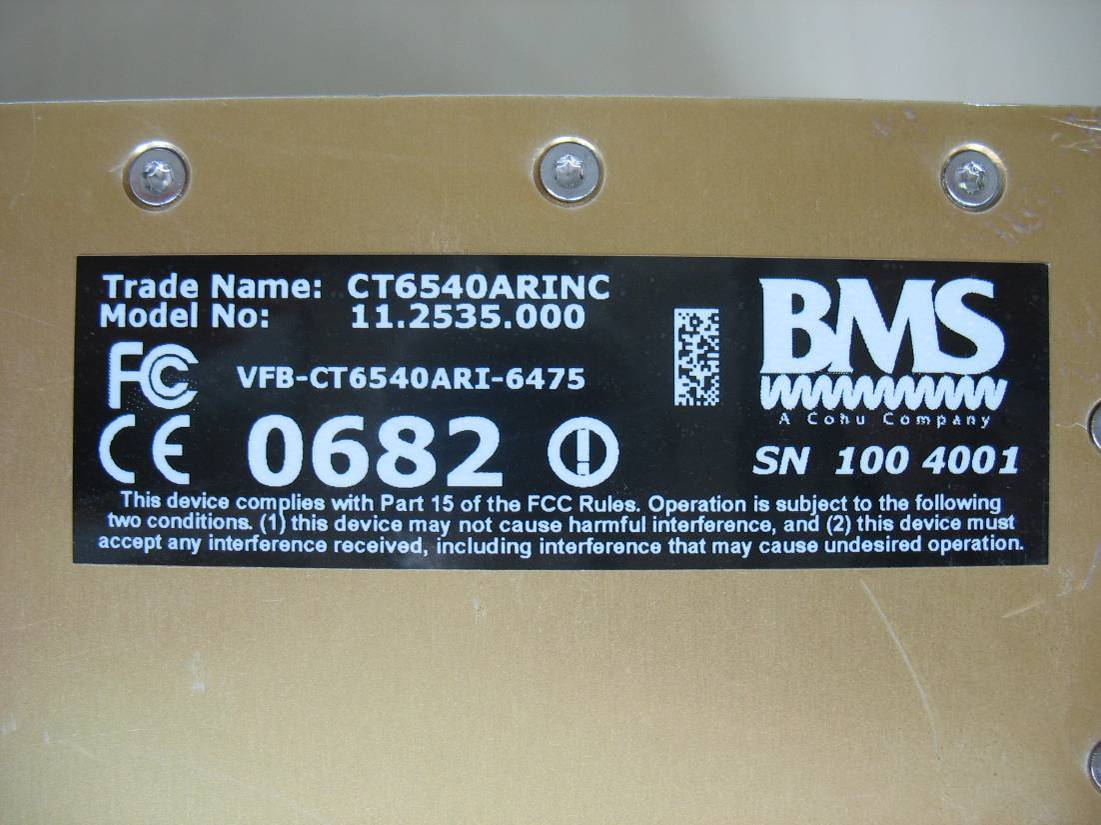 Trade Name: CT6540ARINC
Model No: 11.2535.000
FC
VFB-CT6540ARI-6475
CE 0682
BMS
A Cohu Company
SN 100 4001
This device complies with Part 15 of the FCC Rules. Operation is subject to the following
two conditions. (1) this device may not cause harmful interference, and (2) this device must
accept any interference received, including interference that may cause undesired operation.